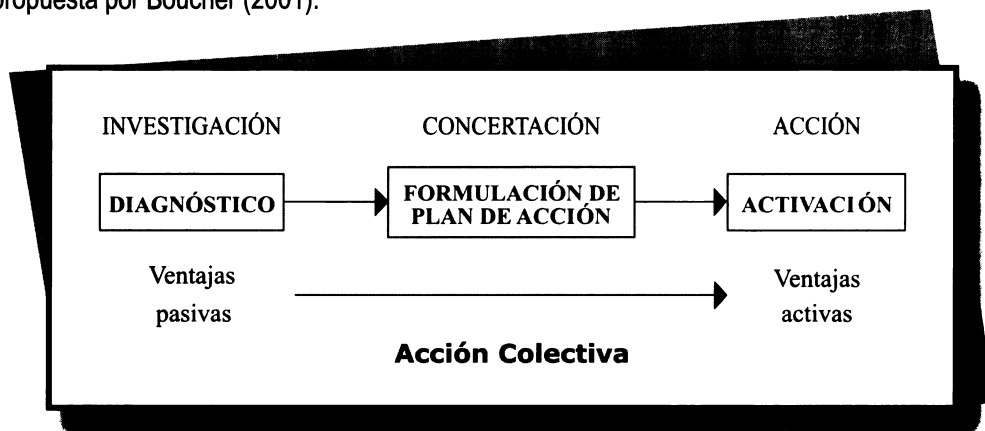 propuesta por Boucher (2001).
INVESTIGACIÓN CONCERTACIÓN ACCIÓN
DIAGNÓSTICO
FORMULACIÓN DE
PLAN DE ACCIÓN
ACTIVACIÓN
Ventajas
pasivas
Ventajas
activas
Acción Colectiva